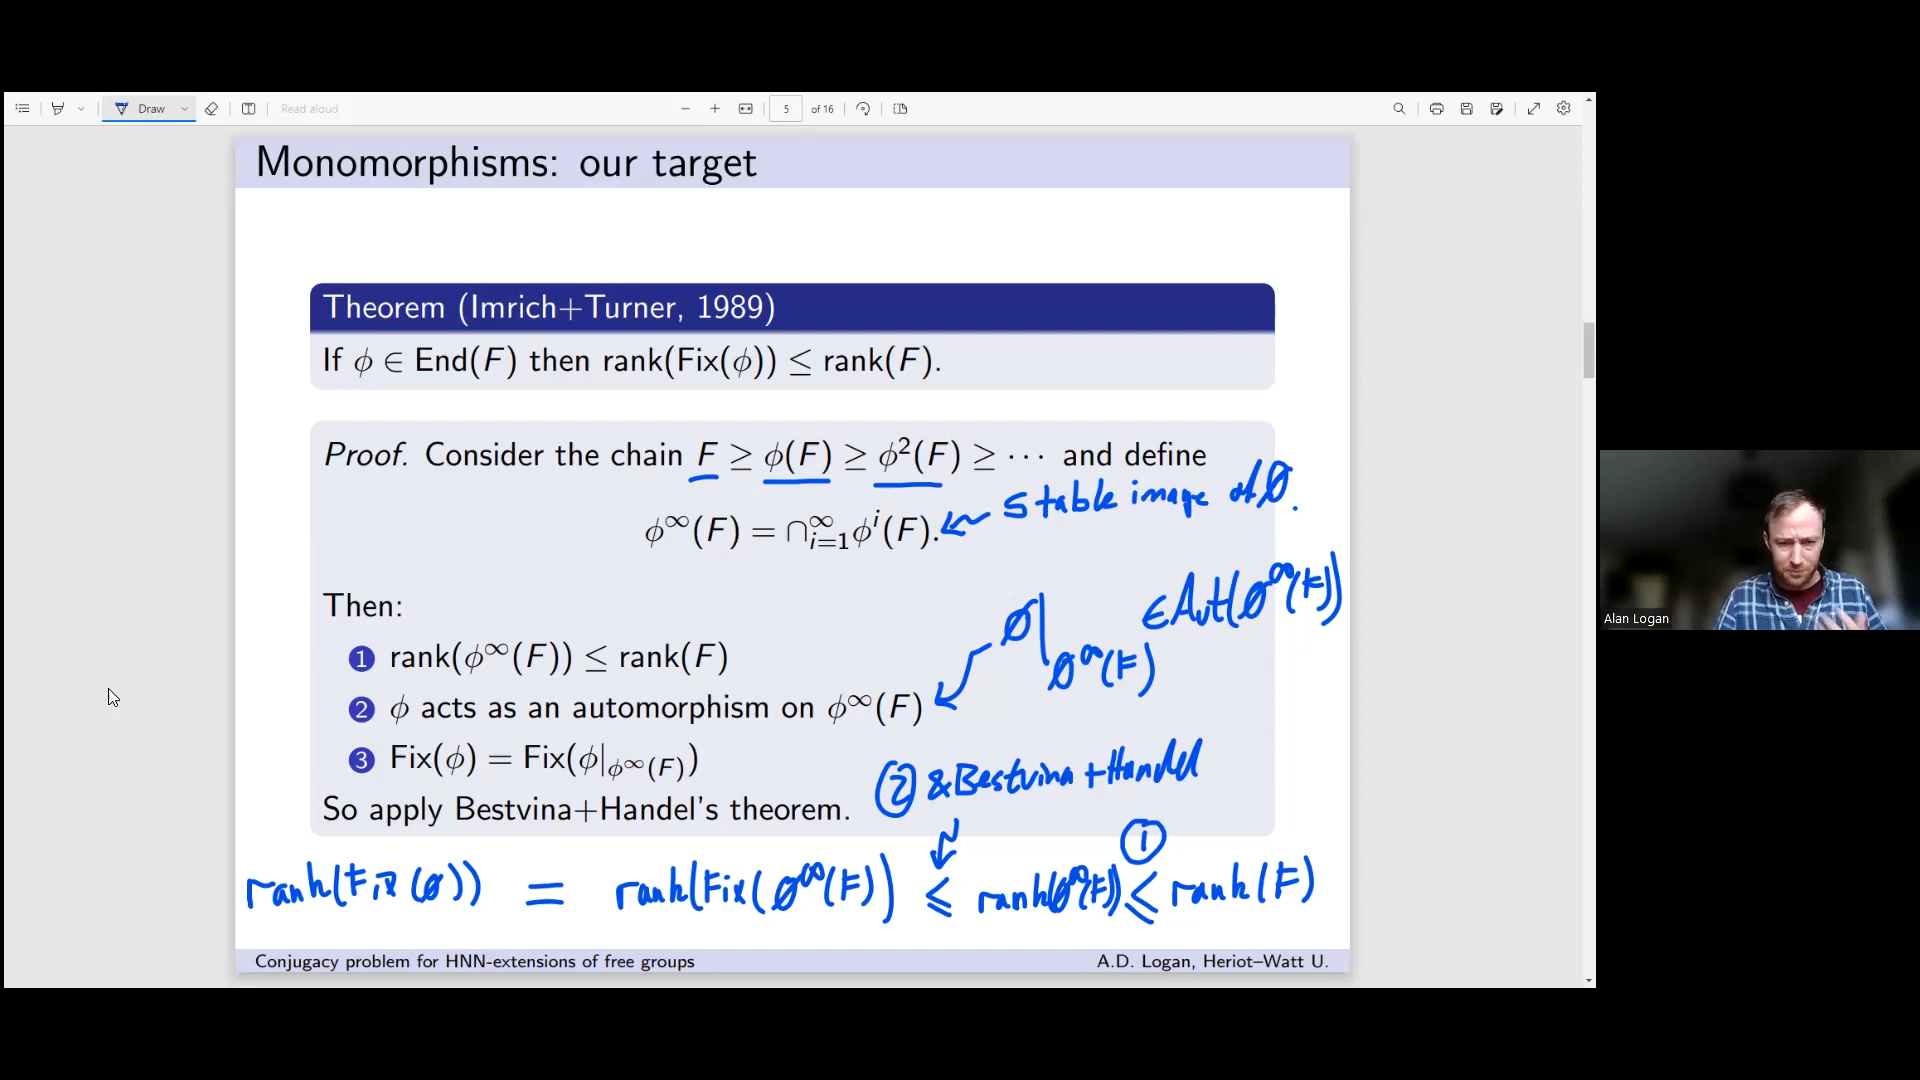 Draw
Read aloud
5 of 16
Monomorphisms: our target
Theorem (Imrich+Turner, 1989)
If ϕ ∈ End(F) then rank(Fix(ϕ)) ≤ rank(F).
Proof. Consider the chain F ≥ ϕ(F) ≥ ϕ²(F) ≥ ⋯ and define
ϕ^∞(F) = ∩_{i=1}^∞ ϕ^i(F).
stable image of ϕ.
Then:
ϕ|_{ϕ^∞(F)} ∈ Aut(ϕ^∞(F))
1 rank(ϕ^∞(F)) ≤ rank(F)
2 ϕ acts as an automorphism on ϕ^∞(F)
3 Fix(ϕ) = Fix(ϕ|_{ϕ^∞(F)})
② & Bestvina + Handel
So apply Bestvina+Handel's theorem.
①
rank(Fix(ϕ)) = rank(Fix(ϕ^∞(F)) ≤ rank(ϕ^∞(F)) ≤ rank(F)
Conjugacy problem for HNN-extensions of free groups
A.D. Logan, Heriot–Watt U.
Alan Logan